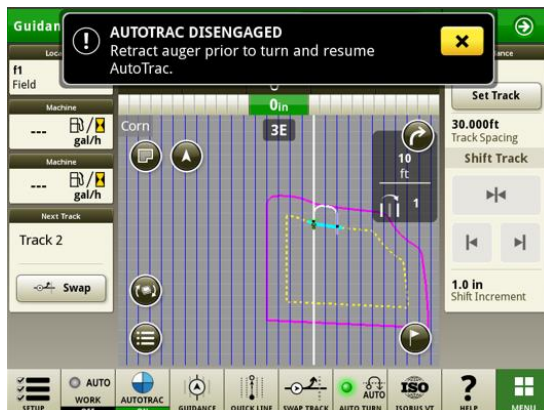 Guidan
AUTOTRAC DISENGAGED
Retract auger prior to turn and resume
AutoTrac.
f1
Field
Machine
---
gal/h
Machine
---
gal/h
Next Track
Track 2
Swap
0in
Corn
3E
10
ft
1
Set Track
30.000ft
Track Spacing
Shift Track
1.0 in
Shift Increment
SETUP
AUTO
WORK
OFF
AUTOTRAC
ON
GUIDANCE
QUICK LINE
SWAP TRACK
AUTO
AUTO TURN
ISO
ISOBUS VT
?
HELP
MENU